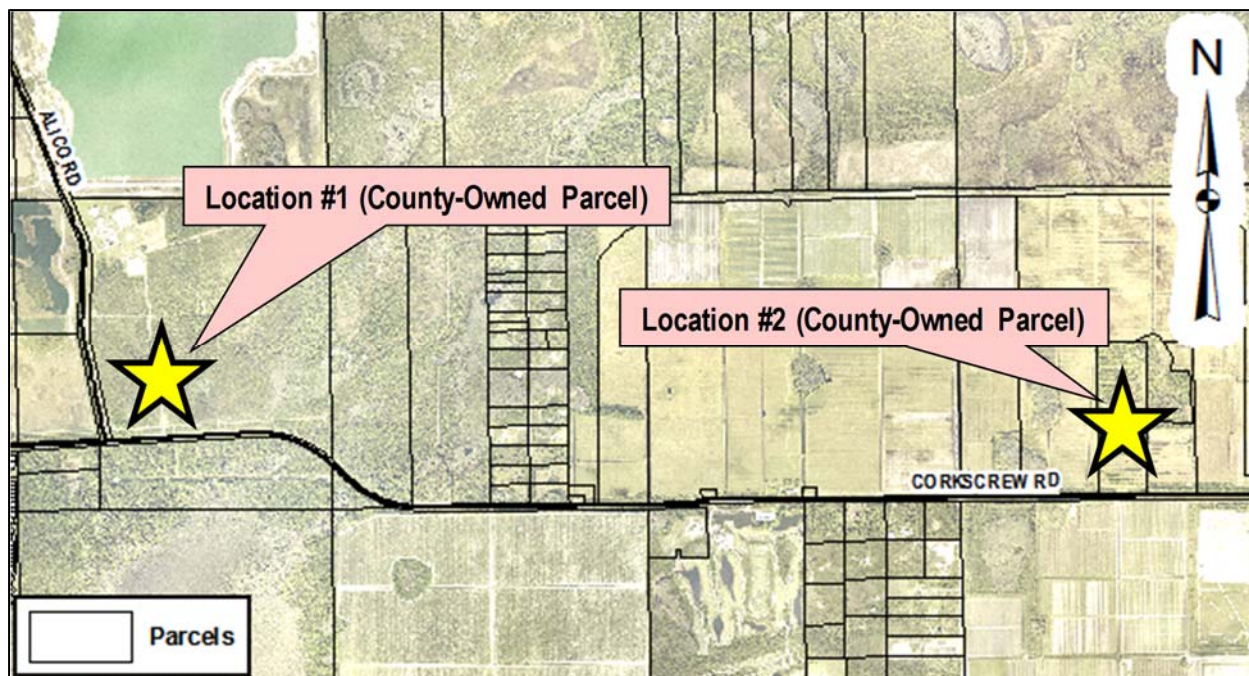 N
ALICO RD
Location #1 (County-Owned Parcel)
Location #2 (County-Owned Parcel)
CORKSCREW RD
Parcels